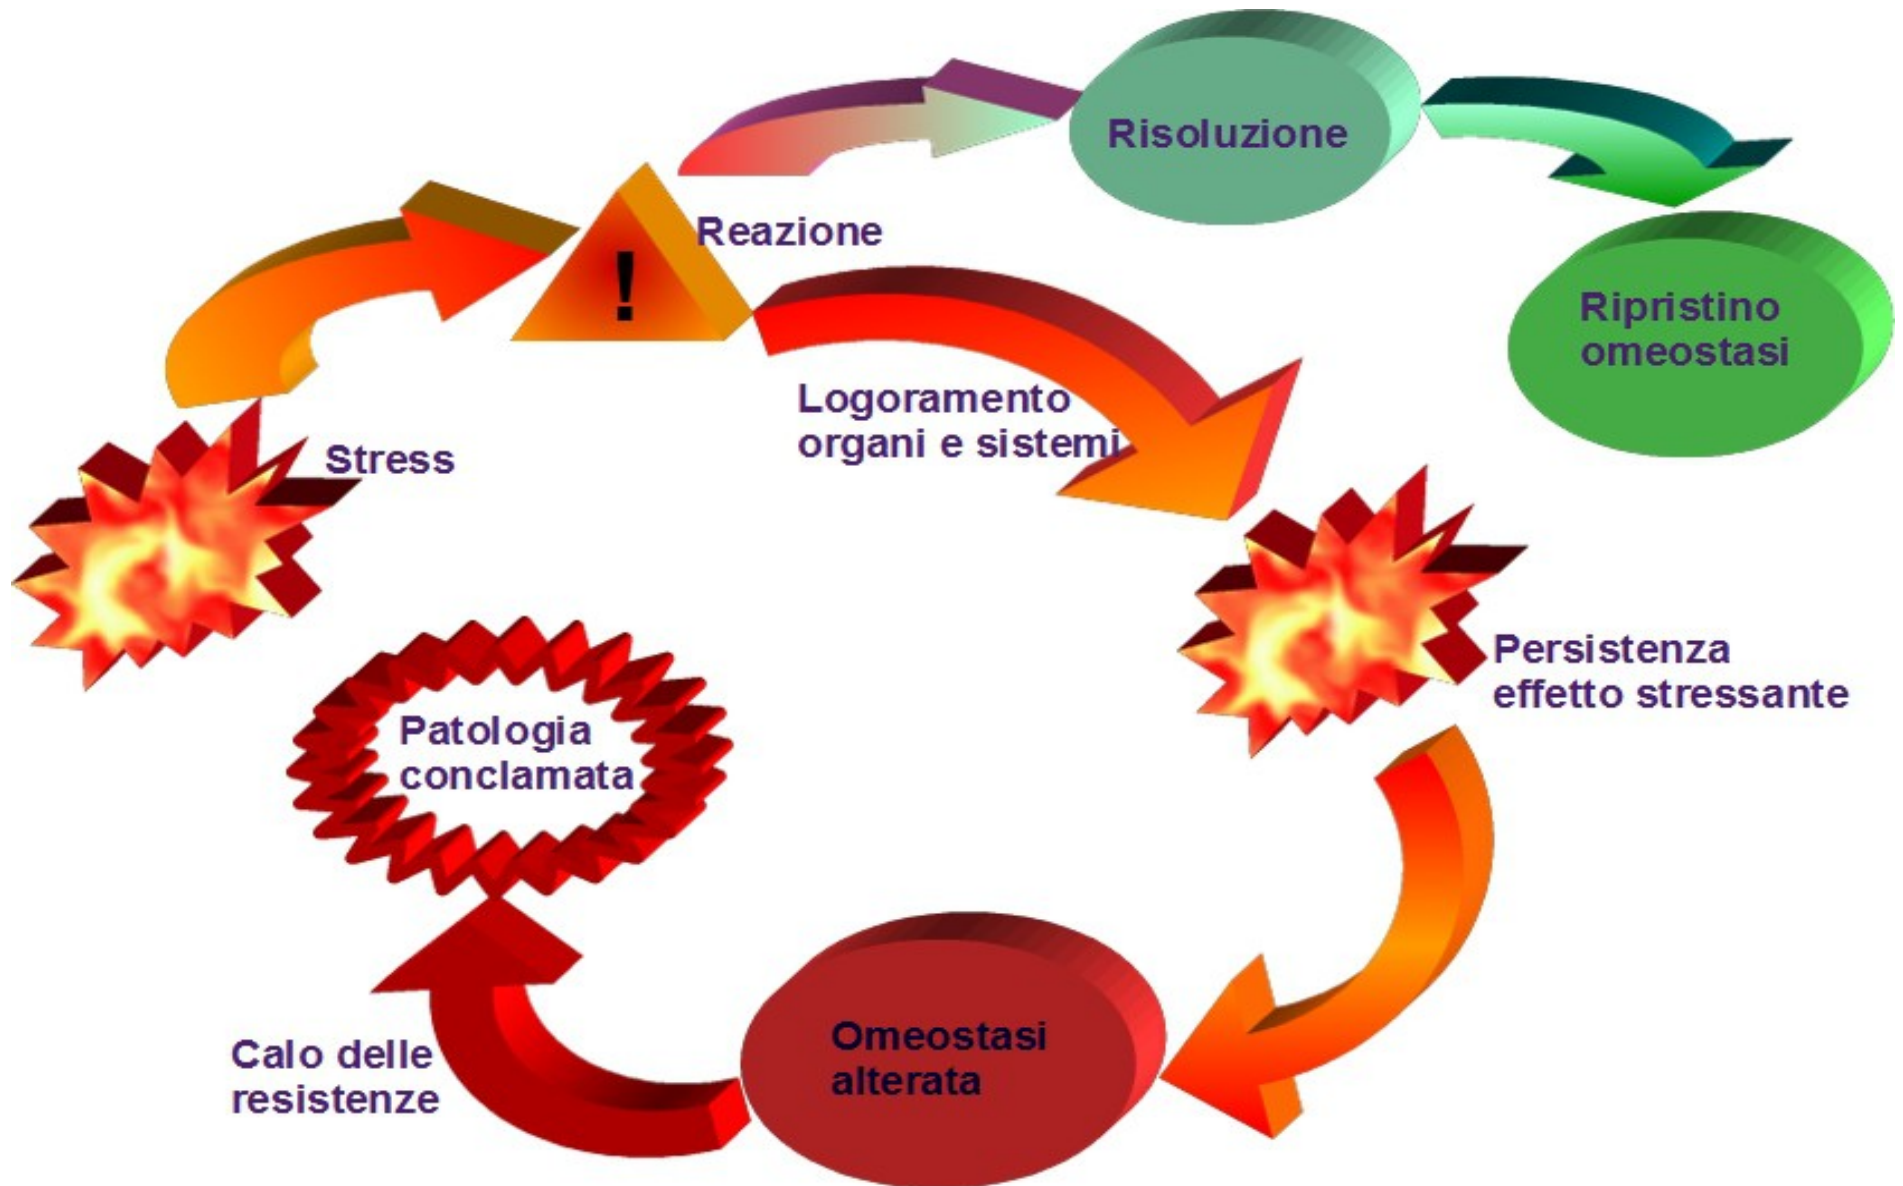 Risoluzione
Reazione
!
Ripristino
omeostasi
Logoramento
organi e sistemi
Stress
Persistenza
effetto stressante
Patologia
conclamata
Omeostasi
alterata
Calo delle
resistenze